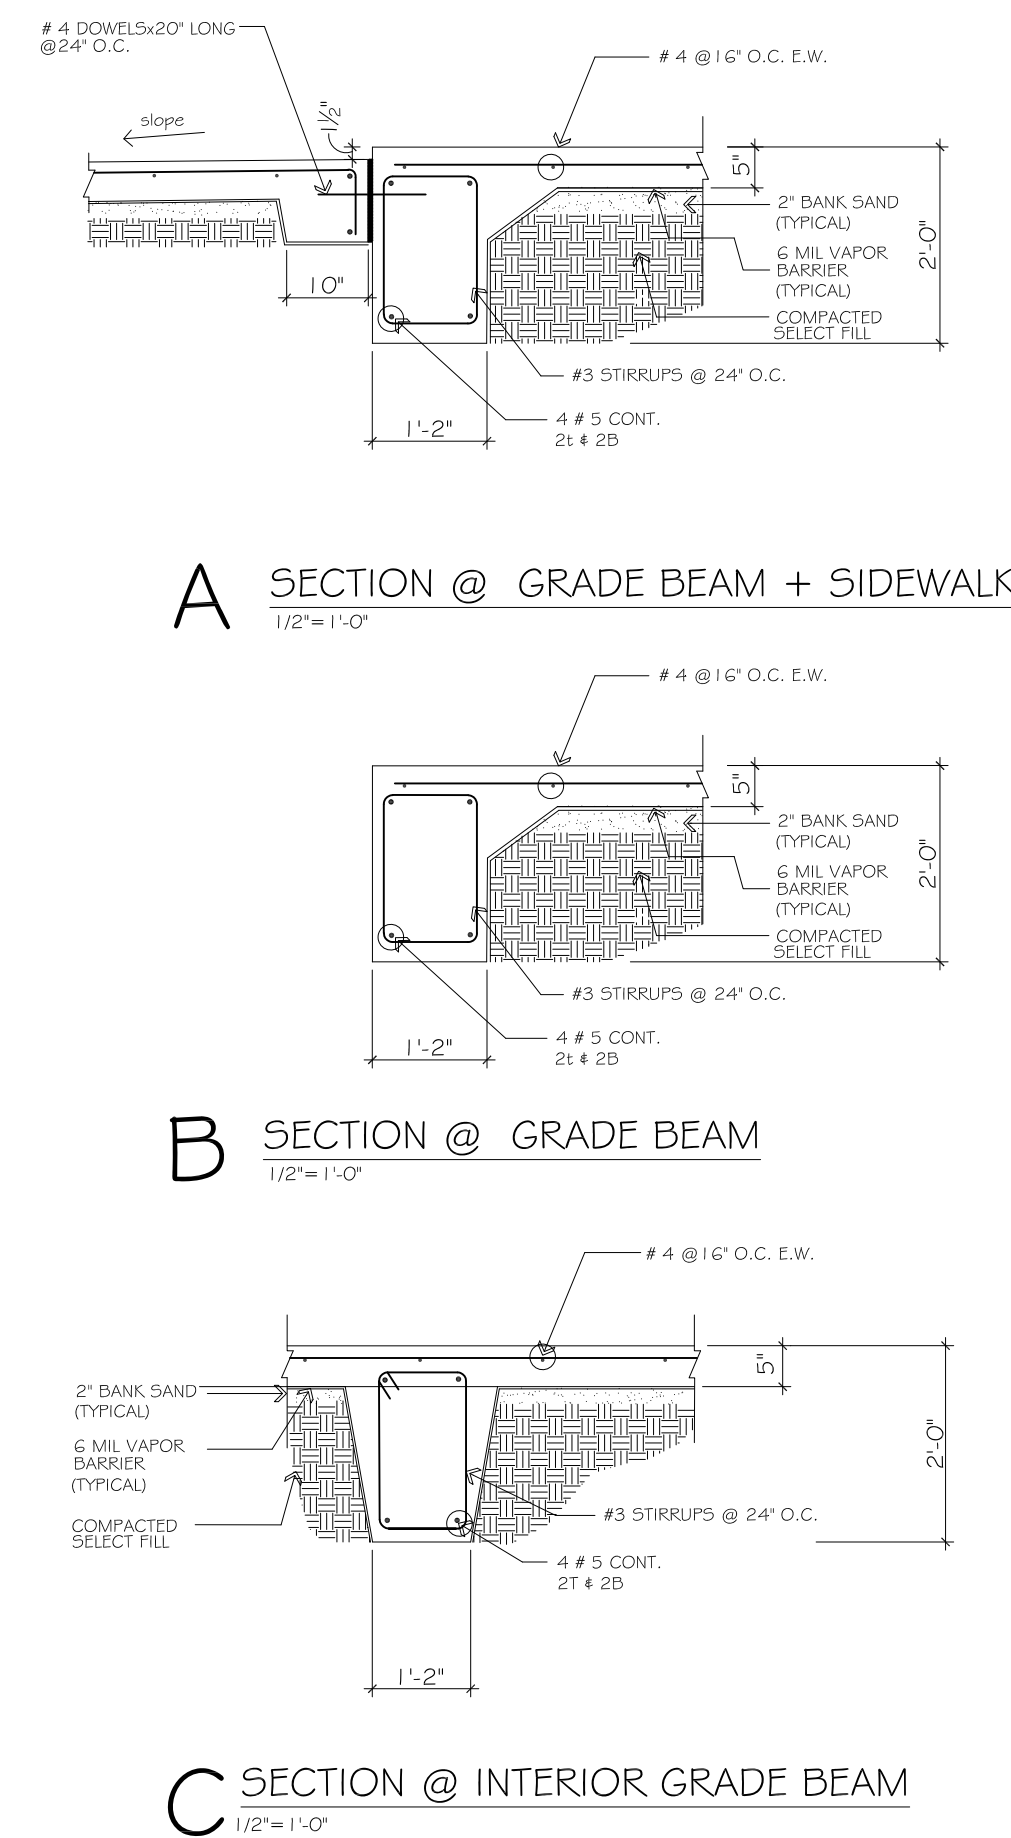 # 4 DOWELSx20" LONG
@24" O.C.
# 4 @16" O.C. E.W.
slope
1½"
5"
2" BANK SAND
(TYPICAL)
6 MIL VAPOR
BARRIER
(TYPICAL)
COMPACTED
SELECT FILL
2'-0"
10"
#3 STIRRUPS @ 24" O.C.
4 # 5 CONT.
2t & 2B
1'-2"
A SECTION @ GRADE BEAM + SIDEWALK
1/2"=1'-0"
# 4 @16" O.C. E.W.
5"
2" BANK SAND
(TYPICAL)
6 MIL VAPOR
BARRIER
(TYPICAL)
COMPACTED
SELECT FILL
2'-0"
#3 STIRRUPS @ 24" O.C.
4 # 5 CONT.
2t & 2B
1'-2"
B SECTION @ GRADE BEAM
1/2"=1'-0"
# 4 @16" O.C. E.W.
5"
2" BANK SAND
(TYPICAL)
6 MIL VAPOR
BARRIER
(TYPICAL)
COMPACTED
SELECT FILL
2'-0"
#3 STIRRUPS @ 24" O.C.
4 # 5 CONT.
2T & 2B
1'-2"
C SECTION @ INTERIOR GRADE BEAM
1/2"=1'-0"